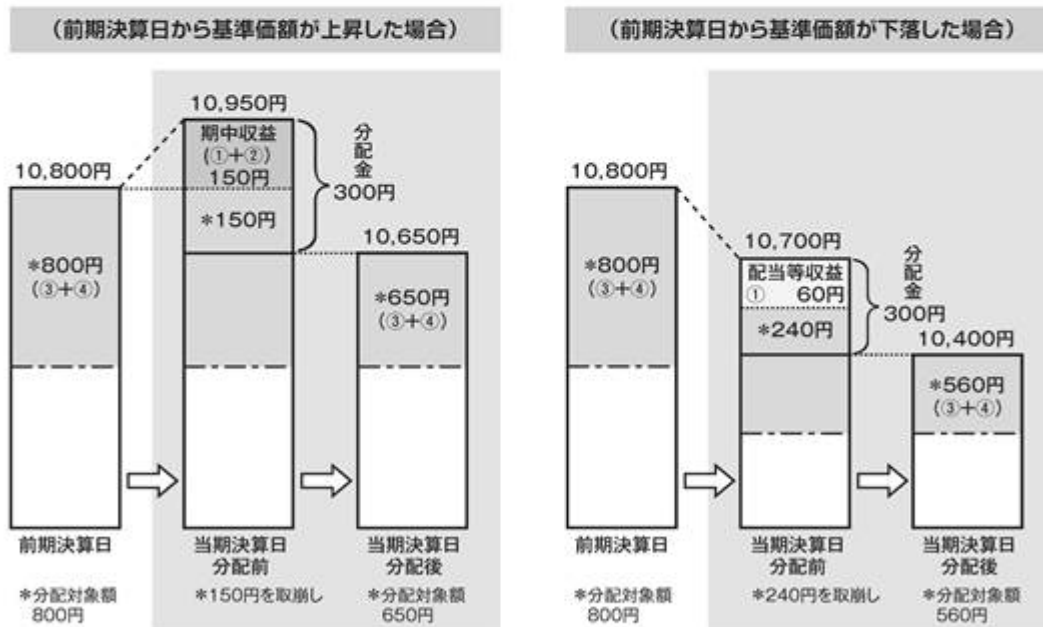 (前期決算日から基準価額が上昇した場合)
10,950円
期中収益
(①+②)
150円
*150円
分配金
300円
10,800円
*800円
(③+④)
10,650円
*650円
(③+④)
前期決算日
当期決算日
分配前
当期決算日
分配後
*分配対象額
800円
*150円を取崩し
*分配対象額
650円
(前期決算日から基準価額が下落した場合)
10,800円
*800円
(③+④)
10,700円
配当等収益
① 60円
*240円
分配金
300円
10,400円
*560円
(③+④)
前期決算日
当期決算日
分配前
当期決算日
分配後
*分配対象額
800円
*240円を取崩し
*分配対象額
560円